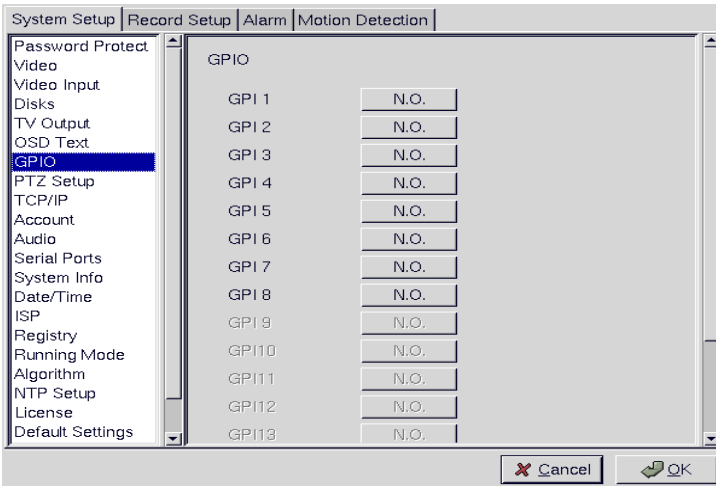 System Setup Record Setup Alarm Motion Detection
Password Protect
Video
Video Input
Disks
TV Output
OSD Text
GPIO
PTZ Setup
TCP/IP
Account
Audio
Serial Ports
System Info
Date/Time
ISP
Registry
Running Mode
Algorithm
NTP Setup
License
Default Settings
GPIO
GPI 1 N.O.
GPI 2 N.O.
GPI 3 N.O.
GPI 4 N.O.
GPI 5 N.O.
GPI 6 N.O.
GPI 7 N.O.
GPI 8 N.O.
GPI 9 N.O.
GPI10 N.O.
GPI11 N.O.
GPI12 N.O.
GPI13 N.O.
Cancel OK